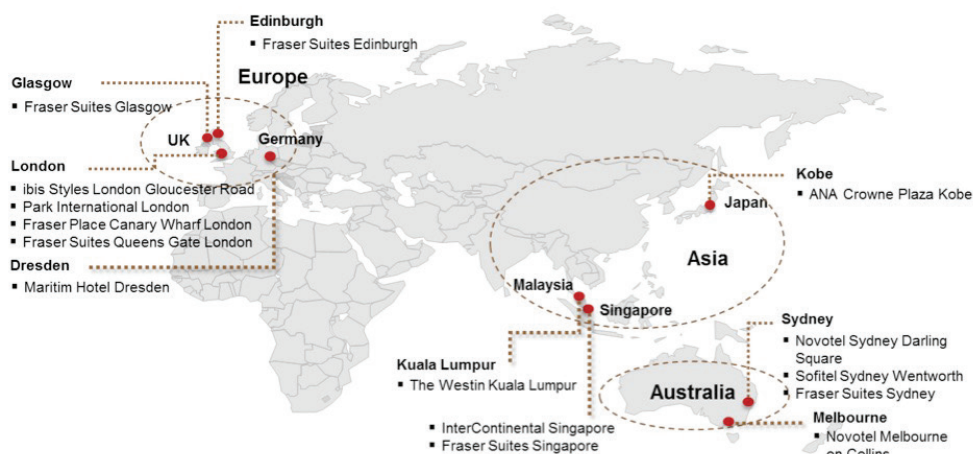 Edinburgh
▪ Fraser Suites Edinburgh
Europe
Glasgow
▪ Fraser Suites Glasgow
UK
Germany
London
▪ ibis Styles London Gloucester Road
▪ Park International London
▪ Fraser Place Canary Wharf London
▪ Fraser Suites Queens Gate London
Dresden
▪ Maritim Hotel Dresden
Kobe
▪ ANA Crowne Plaza Kobe
Japan
Asia
Malaysia
Singapore
Kuala Lumpur
▪ The Westin Kuala Lumpur
▪ InterContinental Singapore
▪ Fraser Suites Singapore
Sydney
▪ Novotel Sydney Darling
Square
▪ Sofitel Sydney Wentworth
▪ Fraser Suites Sydney
Australia
Melbourne
▪ Novotel Melbourne
on Collins